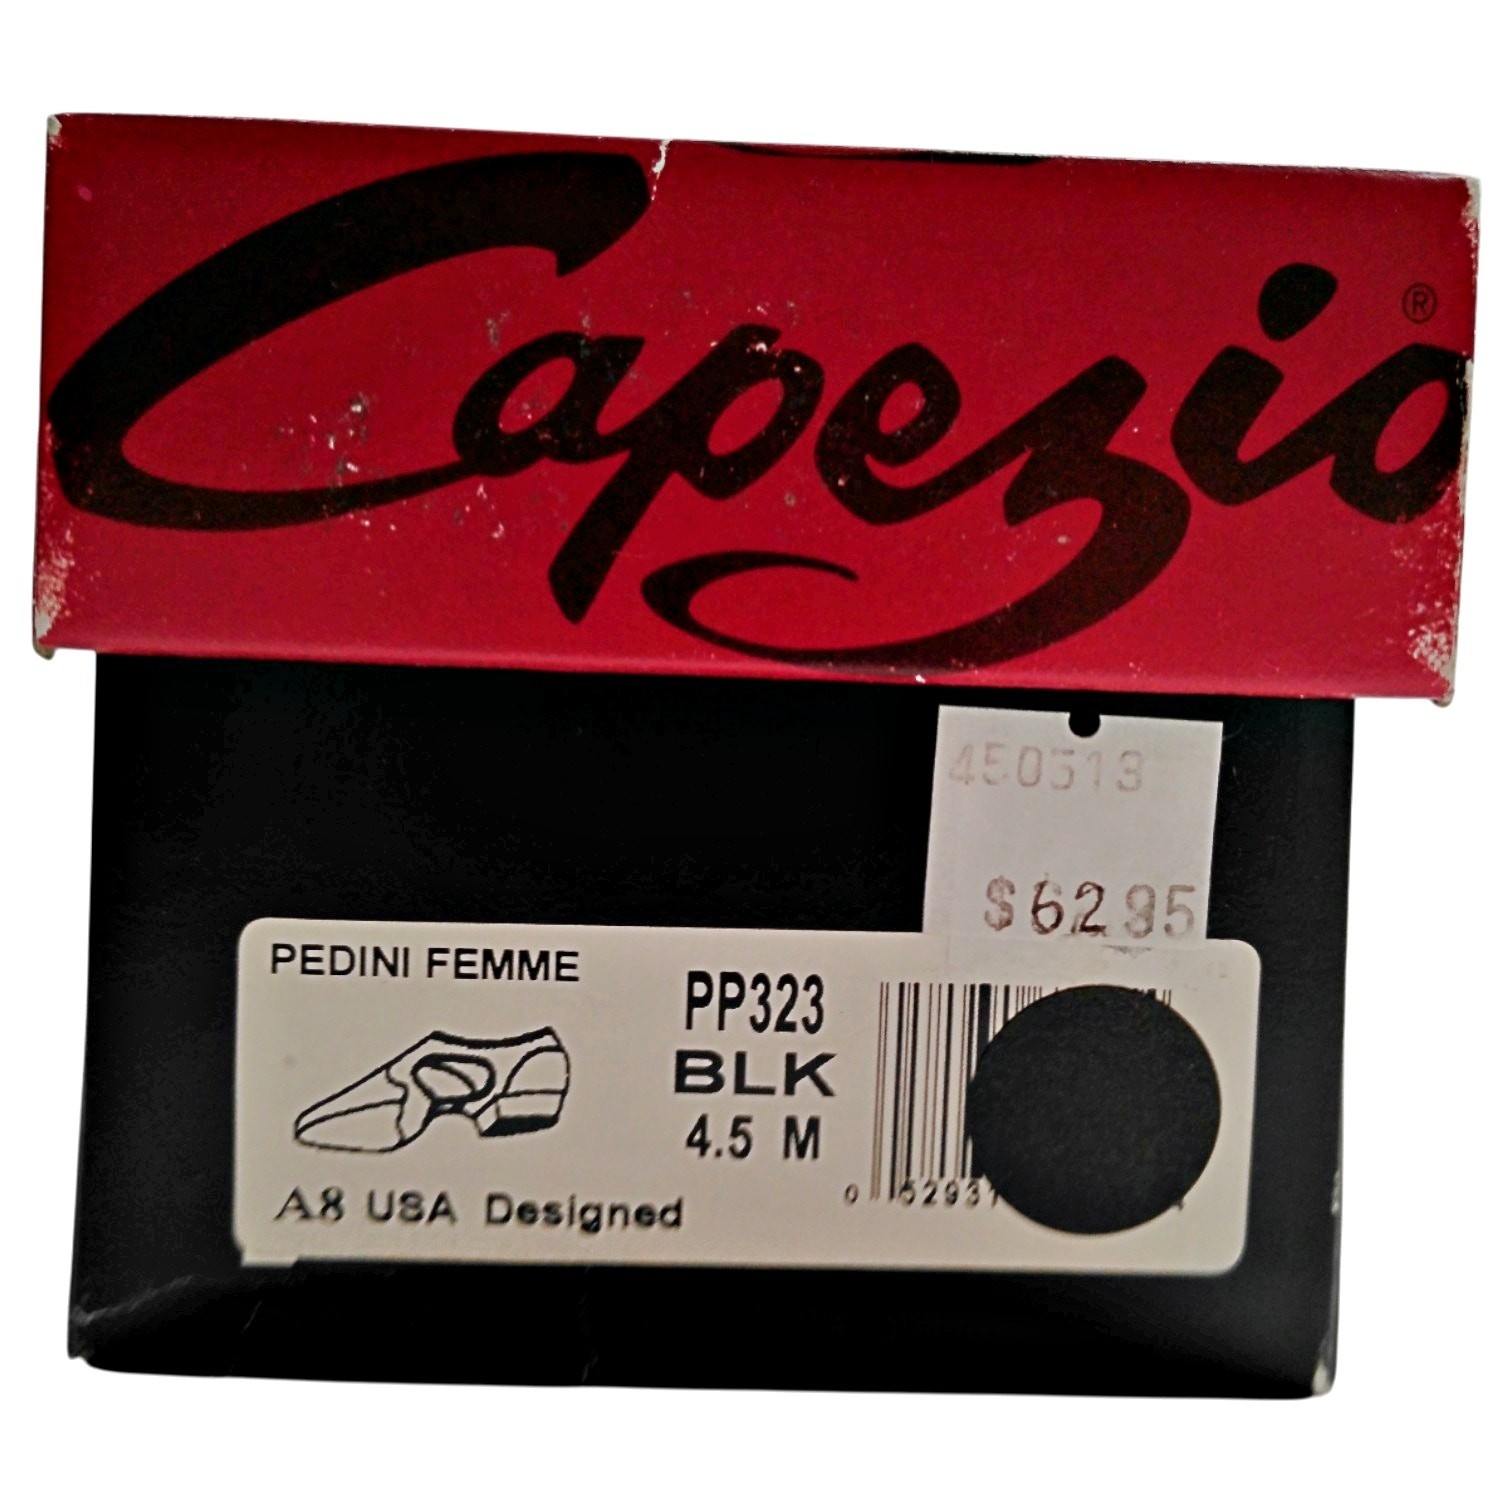 Capezio®
450513
$62.95
PEDINI FEMME
PP323
BLK
4.5 M
A8 USA Designed